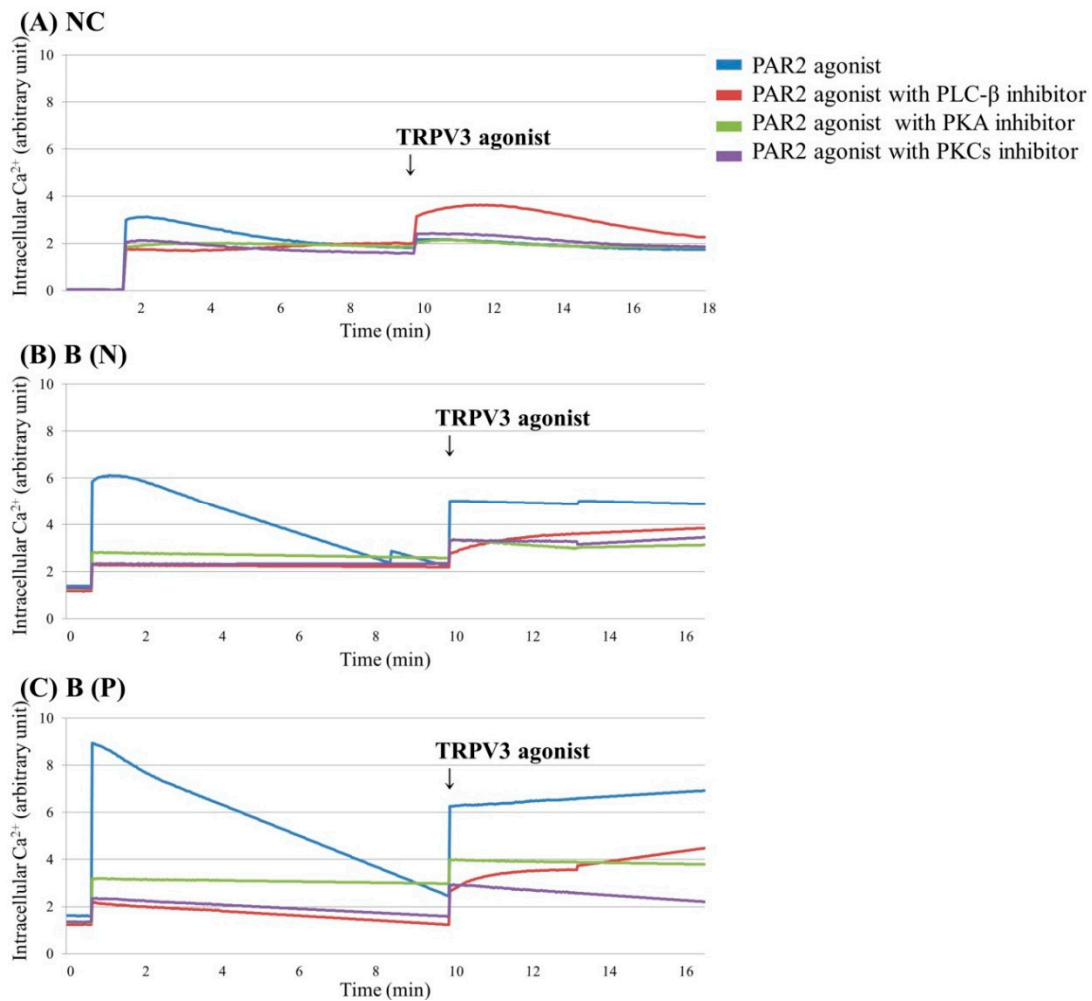 (A) NC
Intracellular Ca²⁺ (arbitrary unit)
10
8
6
4
2
0
TRPV3 agonist
↓
2 4 6 8 10 12 14 16 18
Time (min)
PAR2 agonist
PAR2 agonist with PLC-β inhibitor
PAR2 agonist with PKA inhibitor
PAR2 agonist with PKCs inhibitor
(B) B (N)
Intracellular Ca²⁺ (arbitrary unit)
10
8
6
4
2
0
TRPV3 agonist
↓
0 2 4 6 8 10 12 14 16
Time (min)
(C) B (P)
Intracellular Ca²⁺ (arbitrary unit)
10
8
6
4
2
0
TRPV3 agonist
↓
0 2 4 6 8 10 12 14 16
Time (min)